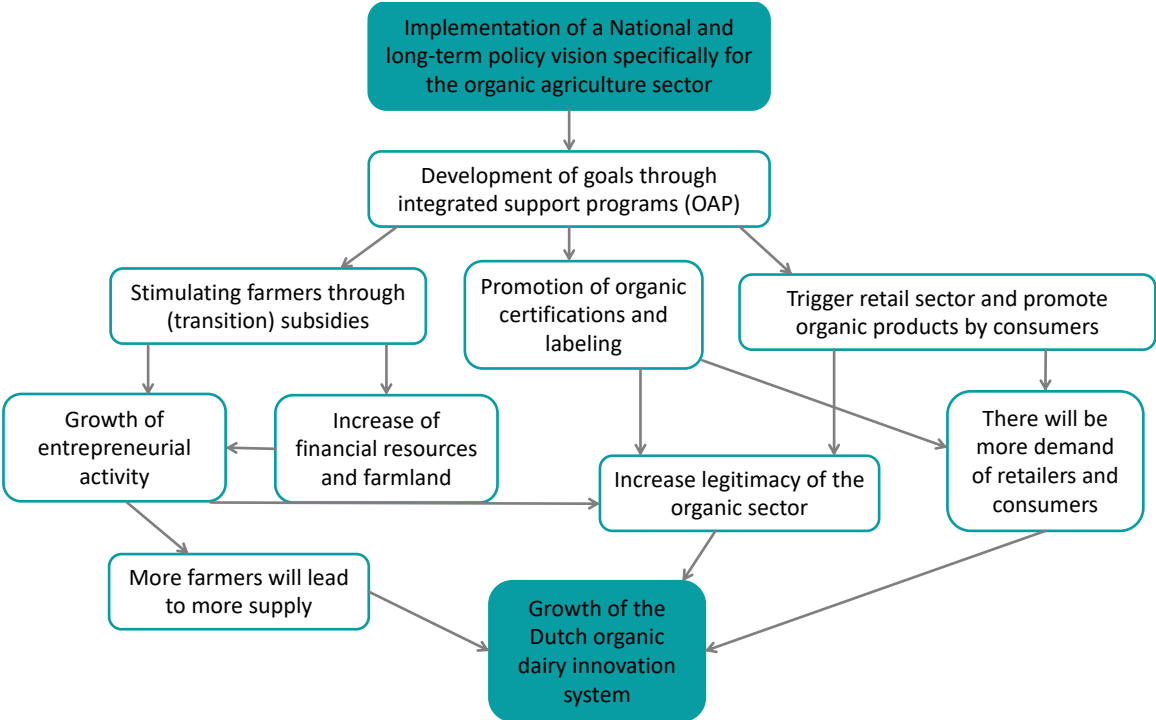 Implementation of a National and
long-term policy vision specifically for
the organic agriculture sector
Development of goals through
integrated support programs (OAP)
Stimulating farmers through
(transition) subsidies
Promotion of organic
certifications and
labeling
Trigger retail sector and promote
organic products by consumers
Growth of
entrepreneurial
activity
Increase of
financial resources
and farmland
Increase legitimacy of the
organic sector
There will be
more demand
of retailers and
consumers
More farmers will lead
to more supply
Growth of the
Dutch organic
dairy innovation
system